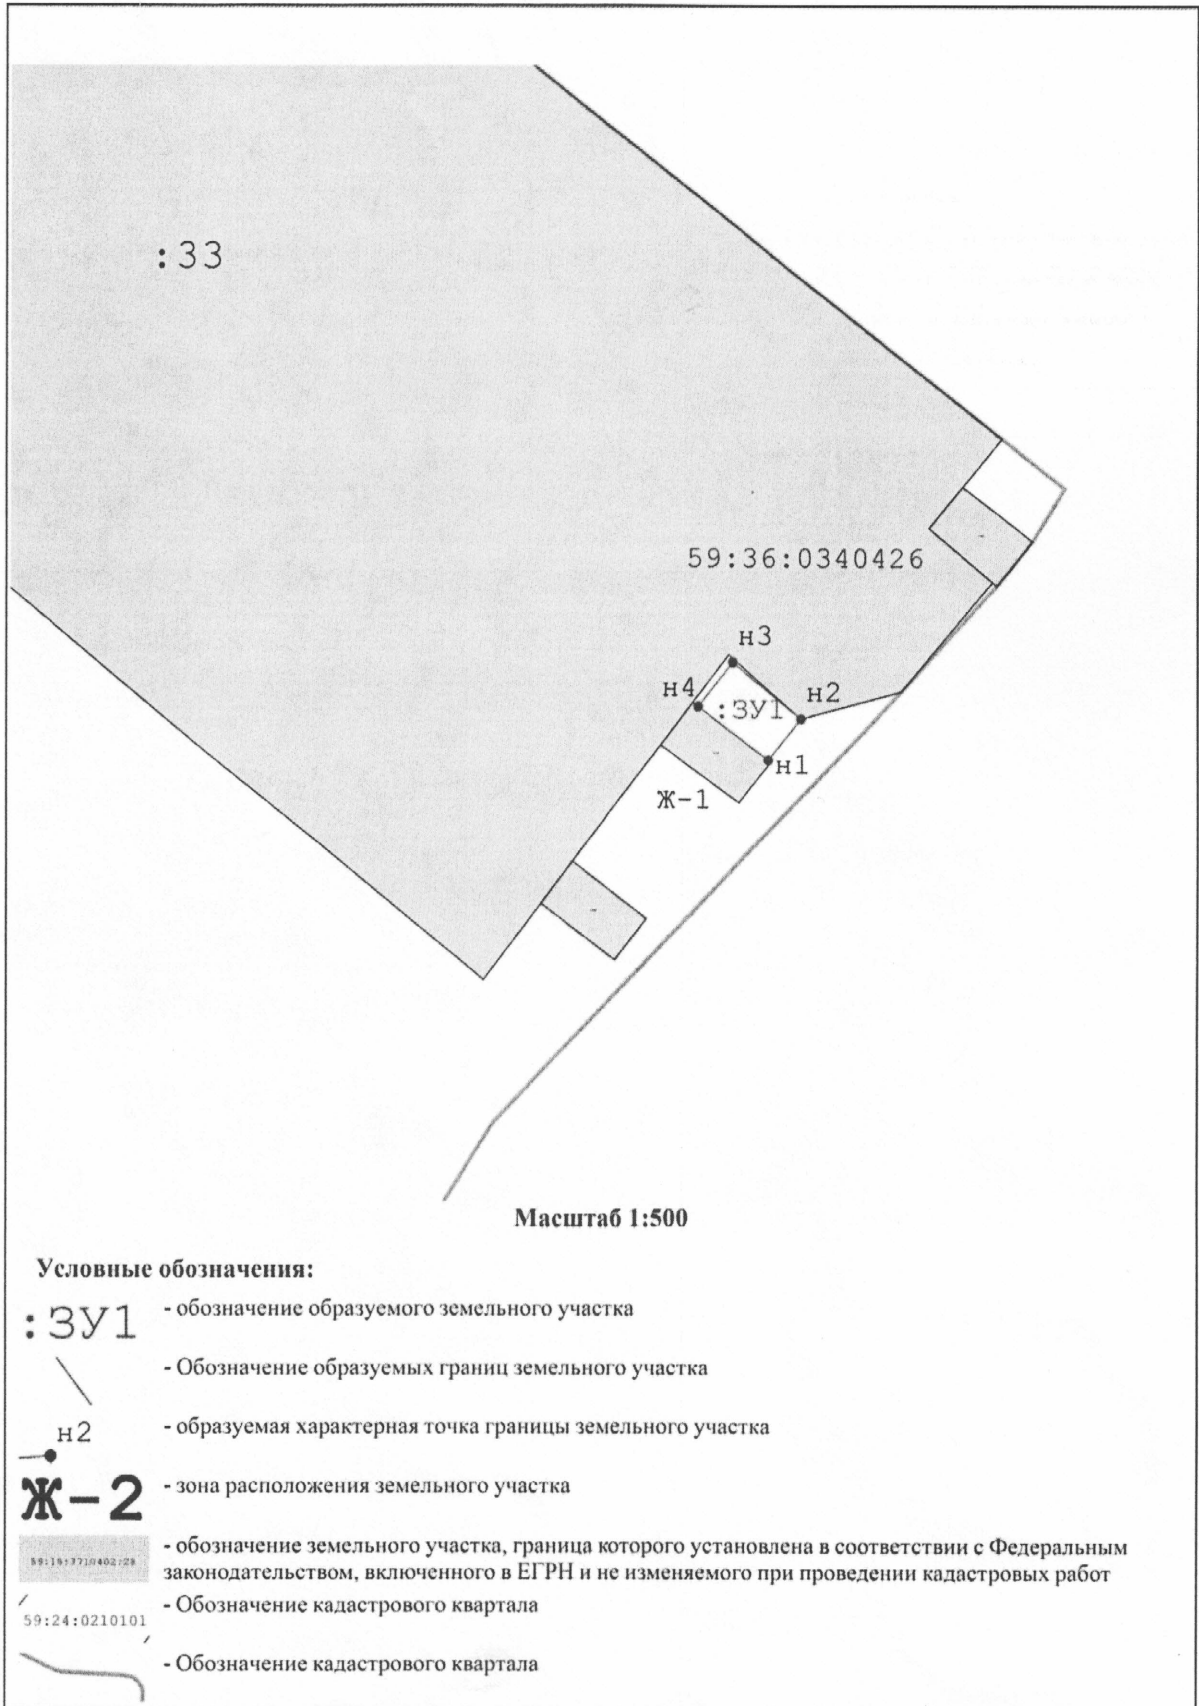 :33
59:36:0340426
н3
н4
:ЗУ1
н2
н1
Ж-1
Масштаб 1:500
Условные обозначения:
:ЗУ1 - обозначение образуемого земельного участка
- Обозначение образуемых границ земельного участка
н2 - образуемая характерная точка границы земельного участка
Ж-2 - зона расположения земельного участка
- обозначение земельного участка, граница которого установлена в соответствии с Федеральным
законодательством, включенного в ЕГРН и не изменяемого при проведении кадастровых работ
59:24:0210101 - Обозначение кадастрового квартала
- Обозначение кадастрового квартала